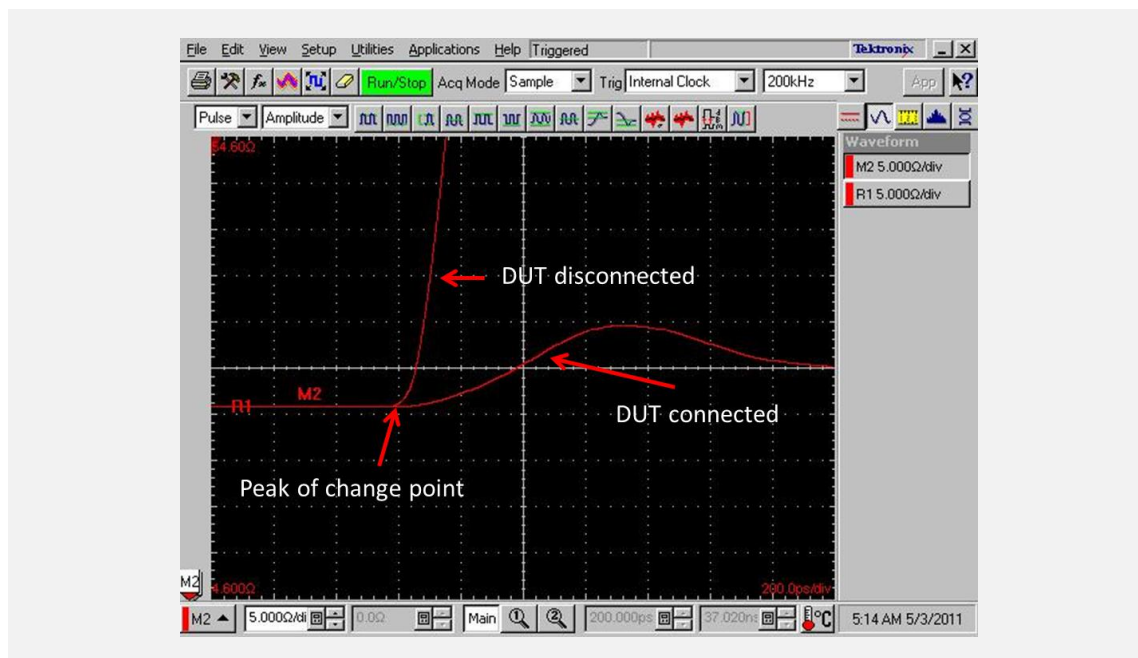 File Edit View Setup Utilities Applications Help Triggered Tektronix
Run/Stop Acq Mode Sample Trig Internal Clock 200kHz App
Pulse Amplitude
Waveform
M2 5.000Ω/div
R1 5.000Ω/div
54.60Ω
DUT disconnected
R1 M2
DUT connected
Peak of change point
M2
4.600Ω 200.0ps/div
M2 5.000Ω/di 0.0Ω Main 1 2 200.000ps 37.020ns °C 5:14 AM 5/3/2011